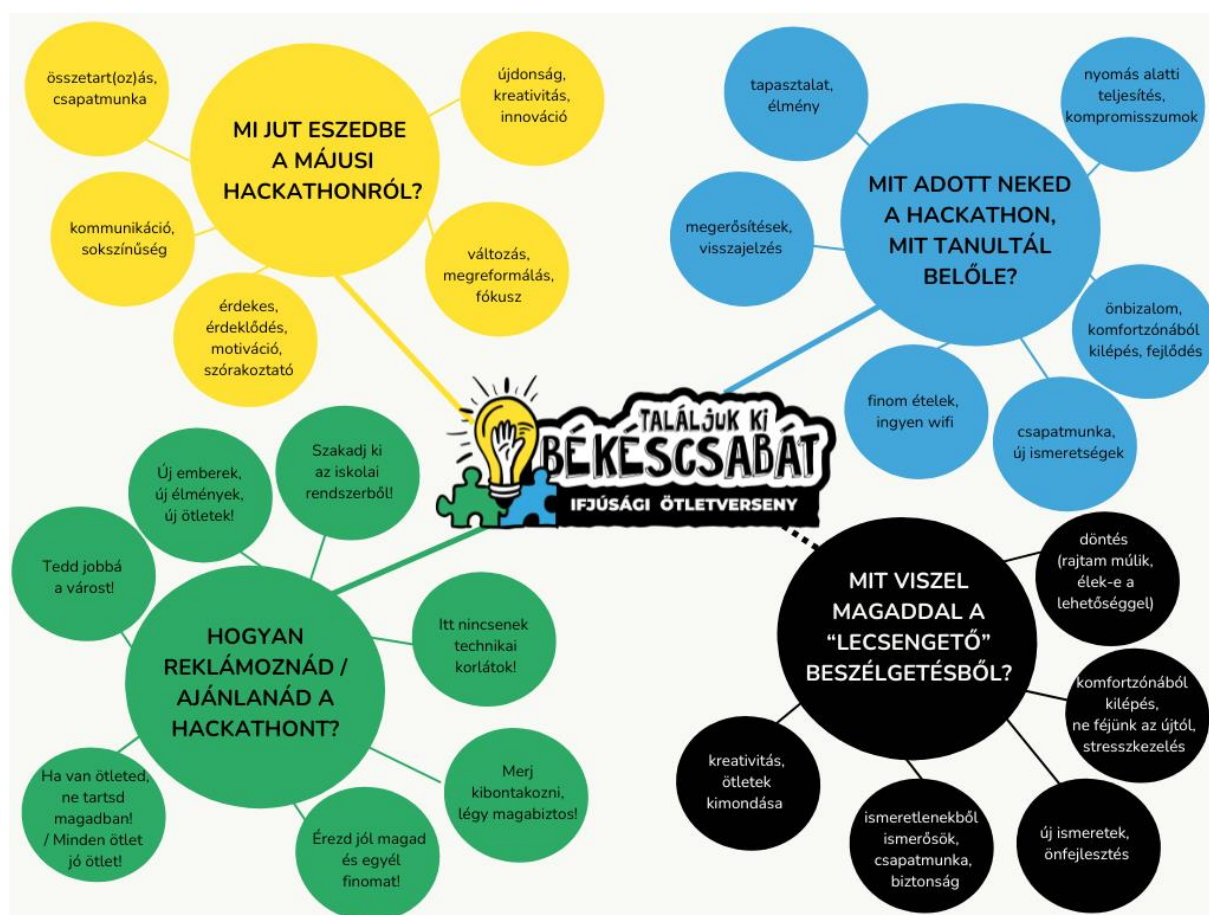 MI JUT ESZEDBE
A MÁJUSI
HACKATHONRÓL?
összetart(oz)ás,
csapatmunka
újdonság,
kreativitás,
innováció
kommunikáció,
sokszínűség
változás,
megreformálás,
fókusz
érdekes,
érdeklődés,
motiváció,
szórakoztató
MIT ADOTT NEKED
A HACKATHON,
MIT TANULTÁL
BELŐLE?
tapasztalat,
élmény
nyomás alatti
teljesítés,
kompromisszumok
megerősítések,
visszajelzés
önbizalom,
komfortzónából
kilépés, fejlődés
finom ételek,
ingyen wifi
csapatmunka,
új ismeretségek
TALÁLJUK KI
BÉKÉSCSABÁT
IFJÚSÁGI ÖTLETVERSENY
HOGYAN
REKLÁMOZNÁD /
AJÁNLANÁD A
HACKATHONT?
Szakadj ki
az iskolai
rendszerből!
Új emberek,
új élmények,
új ötletek!
Tedd jobbá
a várost!
Itt nincsenek
technikai
korlátok!
Ha van ötleted,
ne tartsd
magadban!
/ Minden ötlet
jó ötlet!
Érezd jól magad
és egyél
finomat!
Merj
kibontakozni,
légy magabiztos!
MIT VISZEL
MAGADDAL A
“LECSENGETŐ”
BESZÉLGETÉSBŐL?
döntés
(rajtam múlik,
élek-e a
lehetőséggel)
komfortzónából
kilépés,
ne féjünk az újtól,
stresszkezelés
kreativitás,
ötletek
kimondása
ismeretlenekből
ismerősök,
csapatmunka,
biztonság
új ismeretek,
önfejlesztés